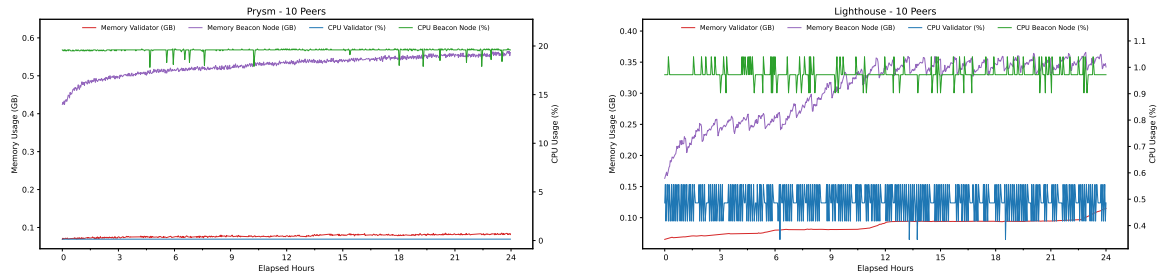 Prysm - 10 Peers
Memory Validator (GB) Memory Beacon Node (GB) CPU Validator (%) CPU Beacon Node (%)
0.6
0.5
0.4
0.3
0.2
0.1
Memory Usage (GB)
20
15
10
5
0
CPU Usage (%)
0 3 6 9 12 15 18 21 24
Elapsed Hours
Lighthouse - 10 Peers
Memory Validator (GB) Memory Beacon Node (GB) CPU Validator (%) CPU Beacon Node (%)
0.40
0.35
0.30
0.25
0.20
0.15
0.10
Memory Usage (GB)
1.1
1.0
0.9
0.8
0.7
0.6
0.5
0.4
CPU Usage (%)
0 3 6 9 12 15 18 21 24
Elapsed Hours